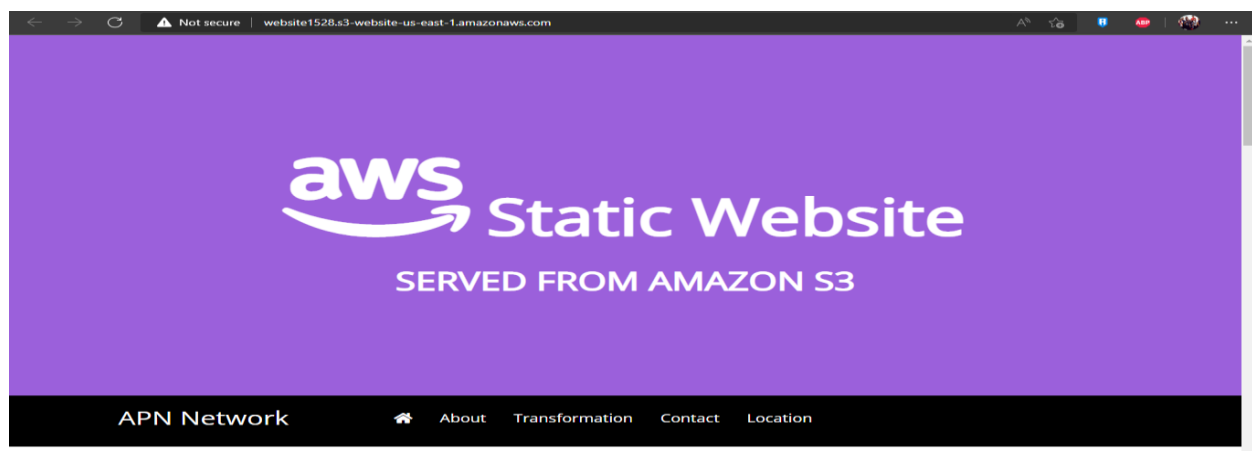 Not secure website1528.s3-website-us-east-1.amazonaws.com ABP
aws Static Website
SERVED FROM AMAZON S3
APN Network About Transformation Contact Location